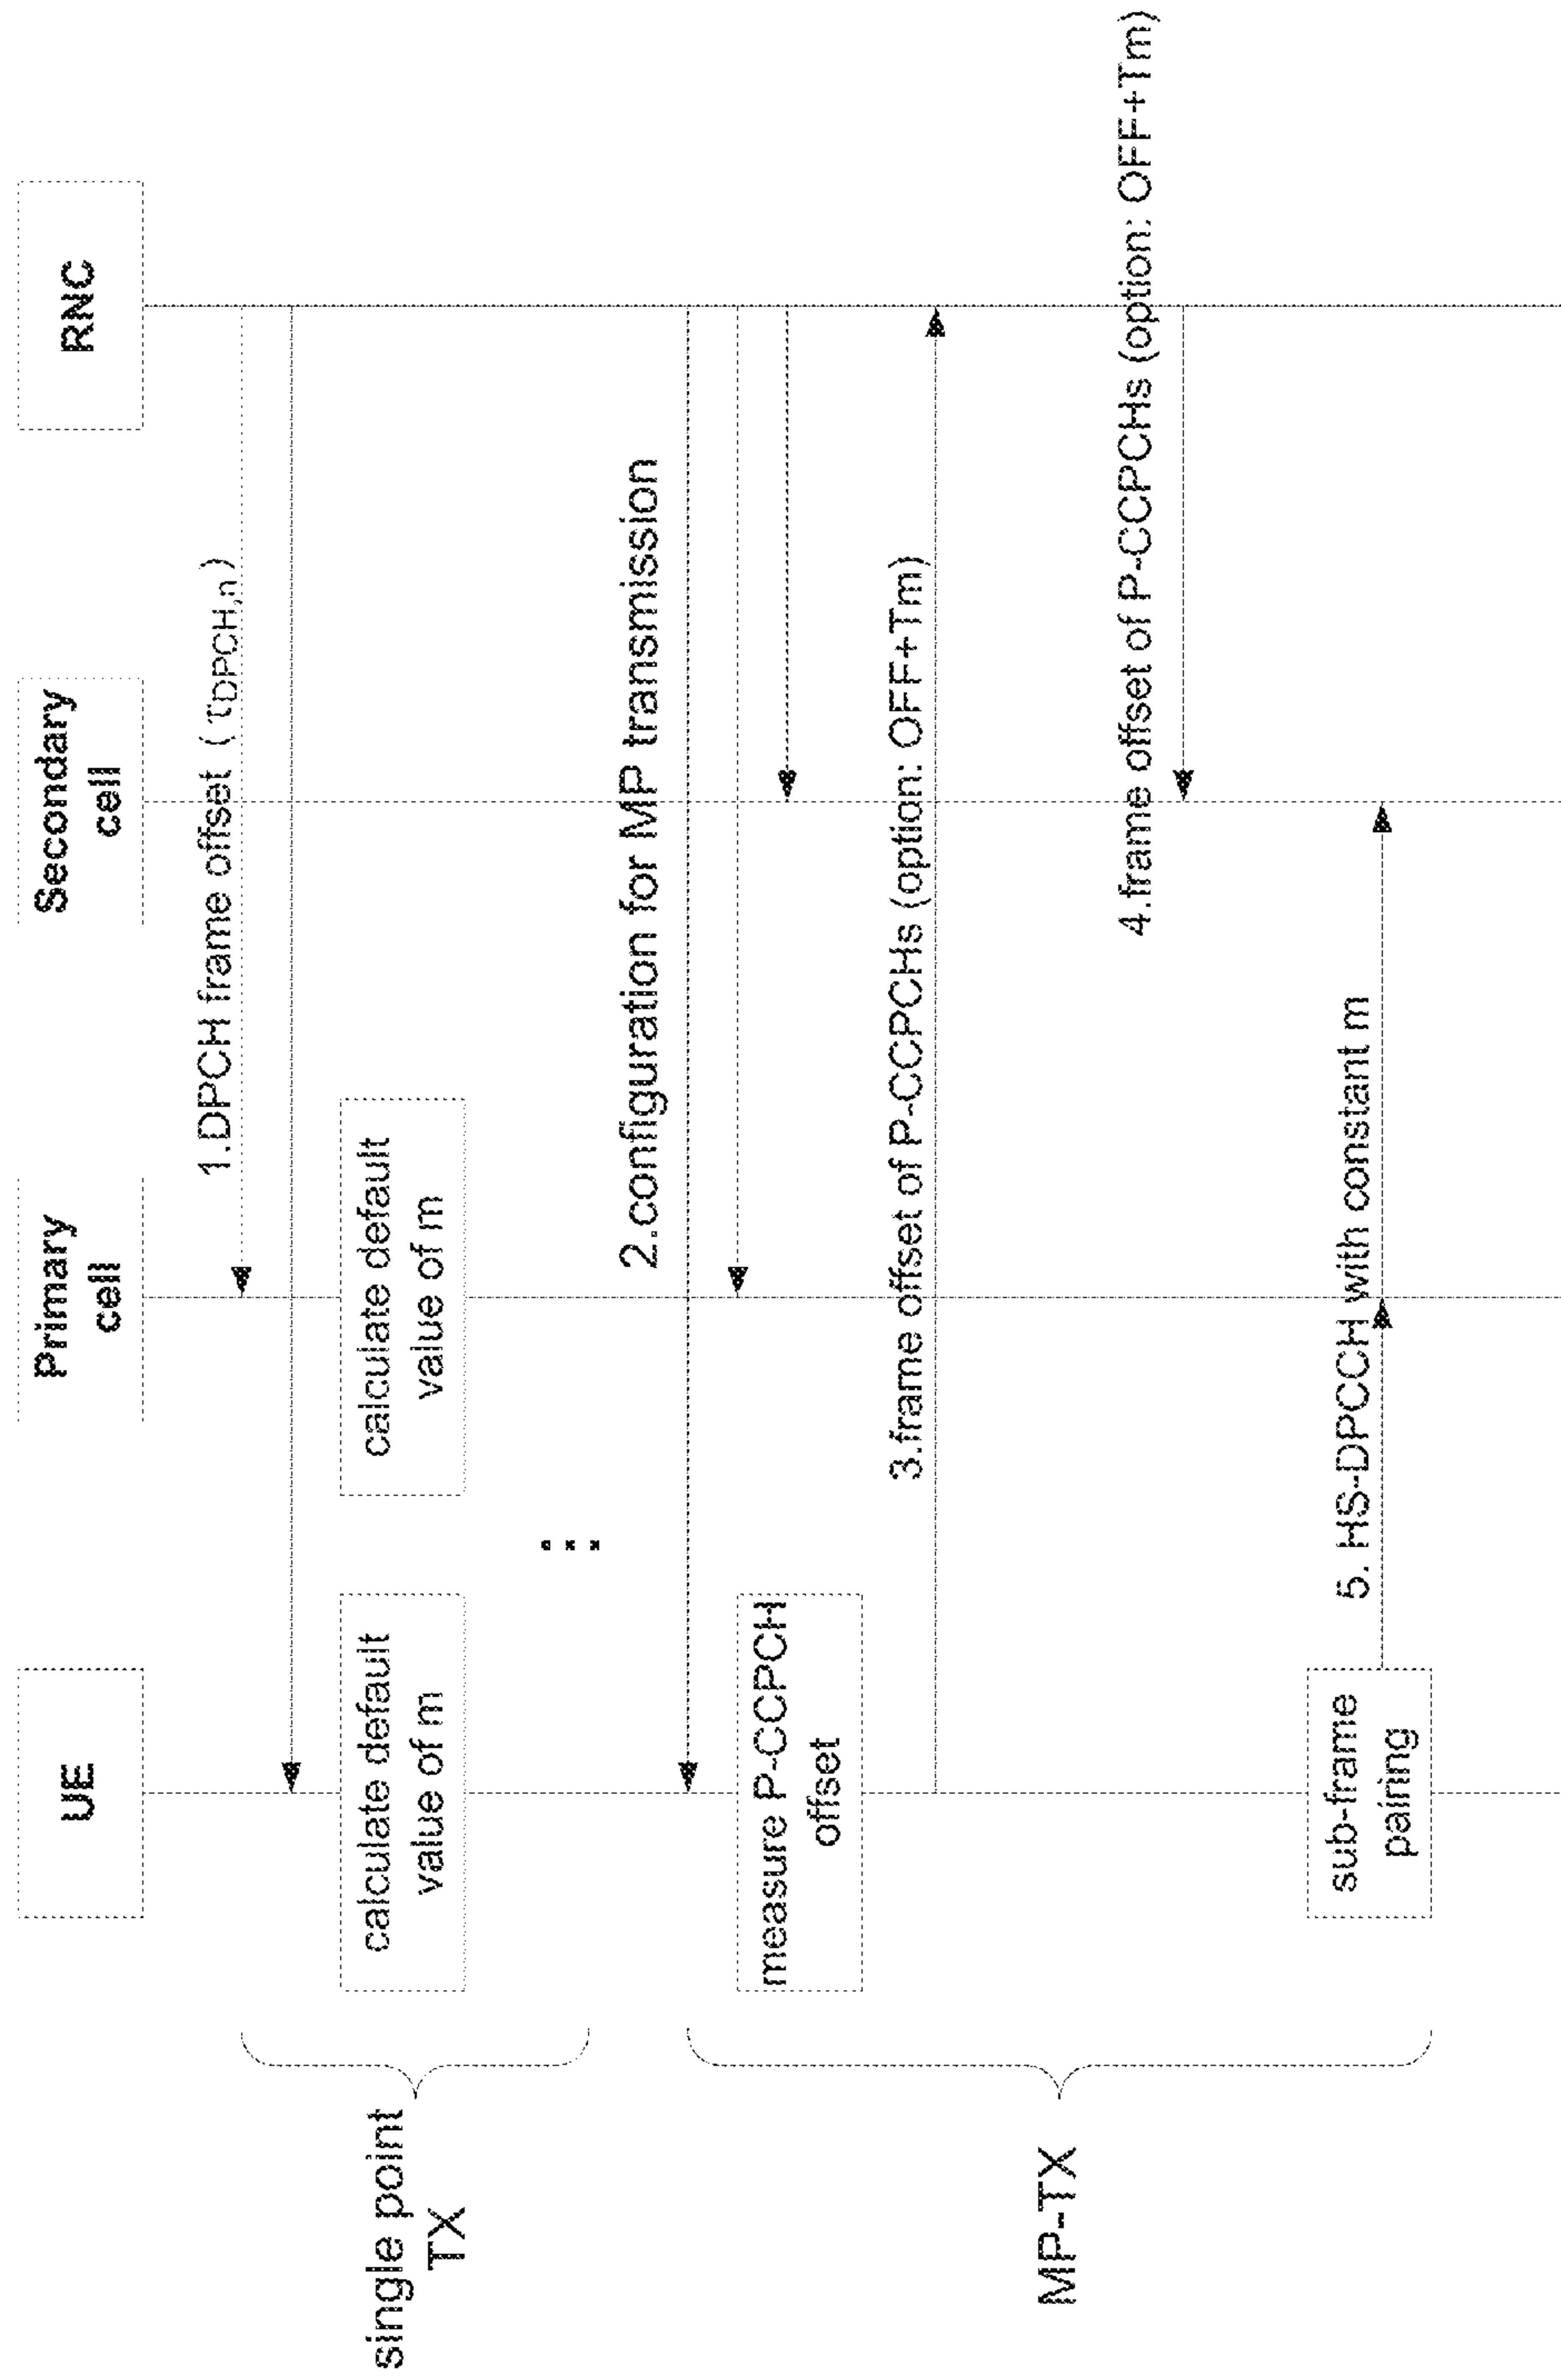 UE
Primary
cell
Secondary
cell
RNC
1.DPCH frame offset (τDPCH,n)
single point
TX
calculate default
value of m
calculate default
value of m
...
2.configuration for MP transmission
MP-TX
measure P-CCPCH
offset
3.frame offset of P-CCPCHs (option: OFF+Tm)
4.frame offset of P-CCPCHs (option: OFF+Tm)
sub-frame
pairing
5. HS-DPCCH with constant m